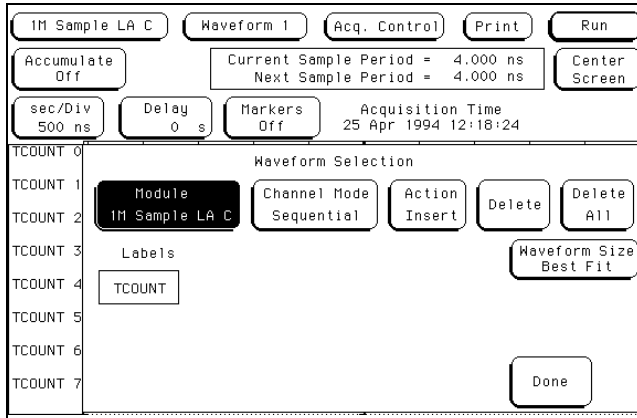 1M Sample LA C Waveform 1 Acq. Control Print Run
Accumulate
Off
Current Sample Period = 4.000 ns
Next Sample Period = 4.000 ns
Center
Screen
sec/Div
500 ns
Delay
0 s
Markers
Off
Acquisition Time
25 Apr 1994 12:18:24
TCOUNT 0
TCOUNT 1
TCOUNT 2
TCOUNT 3
TCOUNT 4
TCOUNT 5
TCOUNT 6
TCOUNT 7
Waveform Selection
Module
1M Sample LA C
Channel Mode
Sequential
Action
Insert
Delete
Delete
All
Labels
TCOUNT
Waveform Size
Best Fit
Done